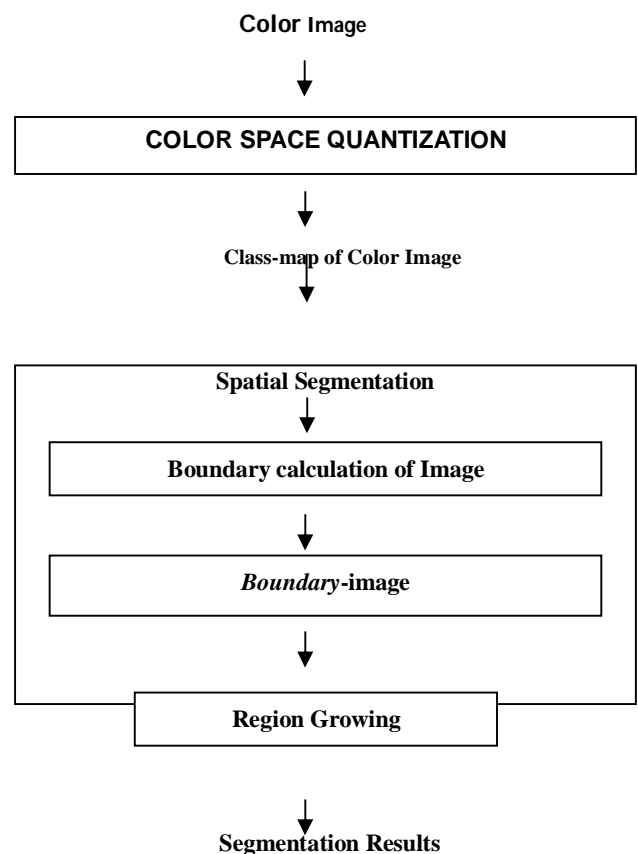 Color Image
COLOR SPACE QUANTIZATION
Class-map of Color Image
Spatial Segmentation
Boundary calculation of Image
Boundary-image
Region Growing
Segmentation Results